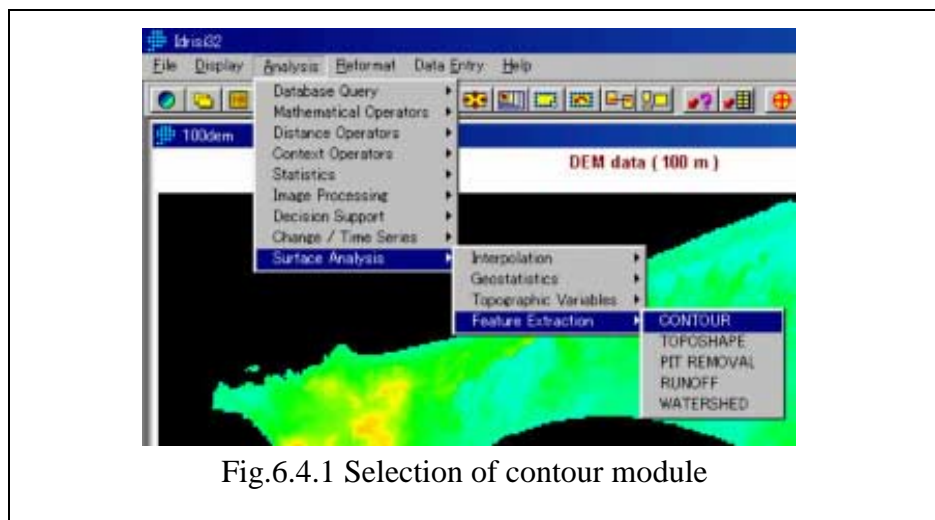 Idrisi32
File Display Analysis Reformat Data Entry Help
100dem
DEM data ( 100 m )
Database Query
Mathematical Operators
Distance Operators
Context Operators
Statistics
Image Processing
Decision Support
Change / Time Series
Surface Analysis
Interpolation
Geostatistics
Topographic Variables
Feature Extraction
CONTOUR
TOPOSHAPE
PIT REMOVAL
RUNOFF
WATERSHED
Fig.6.4.1 Selection of contour module